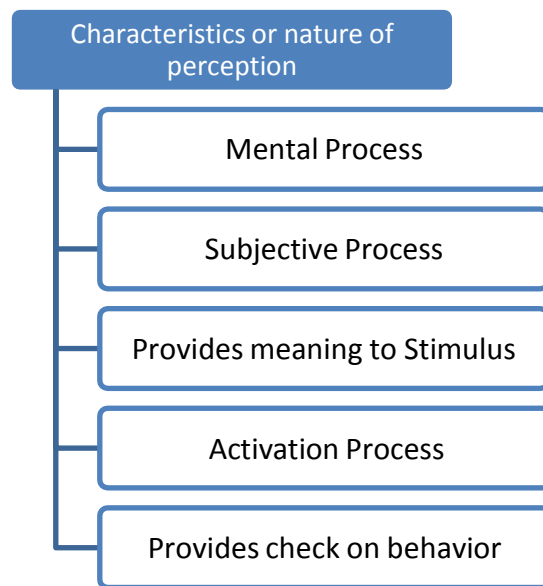 Characteristics or nature of
perception
Mental Process
Subjective Process
Provides meaning to Stimulus
Activation Process
Provides check on behavior